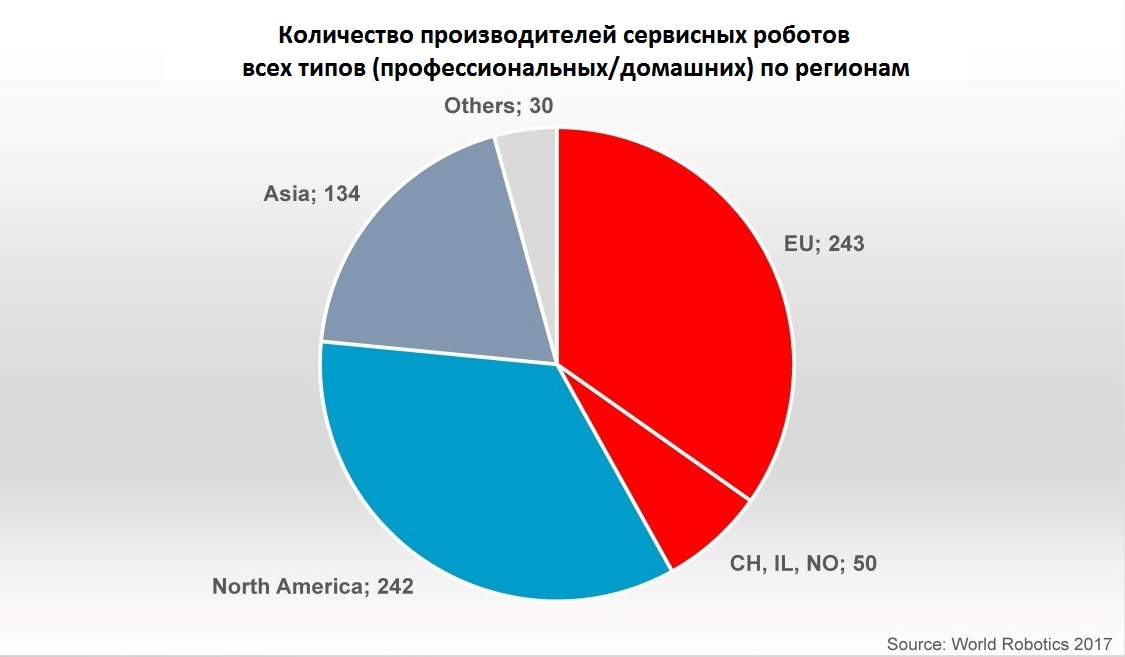 Количество производителей сервисных роботов
всех типов (профессиональных/домашних) по регионам
Others; 30
Asia; 134
EU; 243
CH, IL, NO; 50
North America; 242
Source: World Robotics 2017